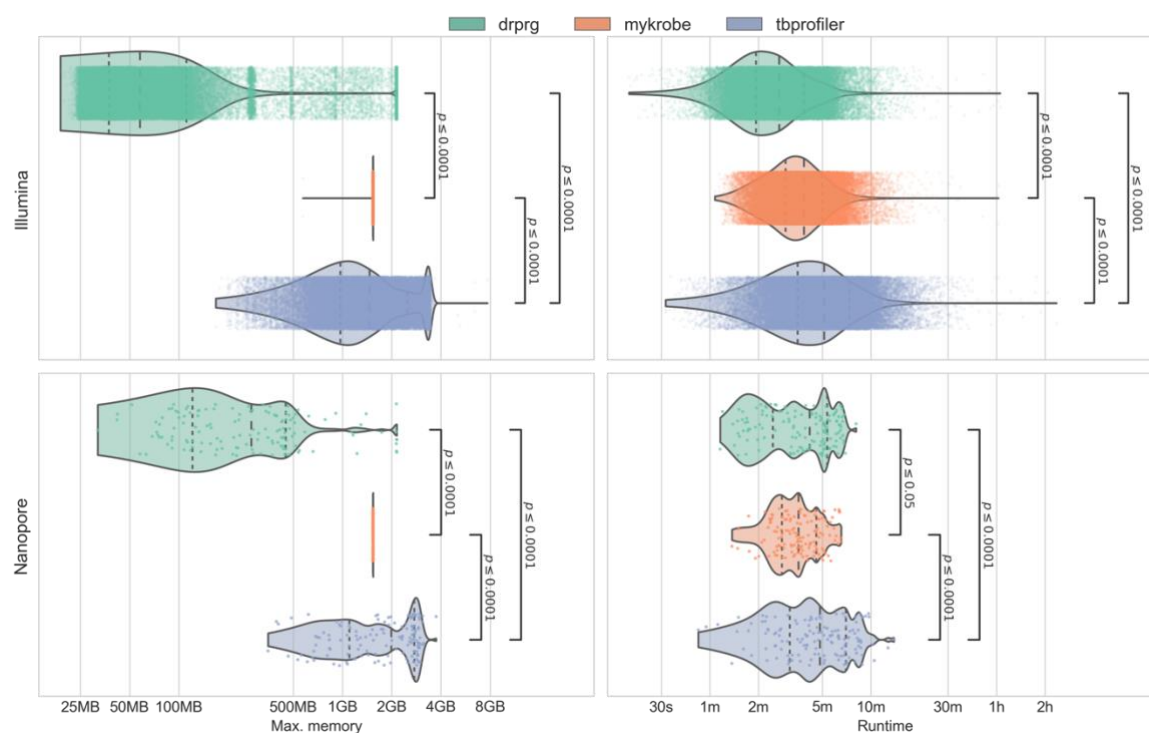 drprg mykrobe tbprofiler
Illumina
p ≤ 0.0001
p ≤ 0.0001
p ≤ 0.0001
p ≤ 0.0001
p ≤ 0.0001
p ≤ 0.0001
Nanopore
p ≤ 0.0001
p ≤ 0.0001
p ≤ 0.0001
p ≤ 0.05
p ≤ 0.0001
p ≤ 0.0001
25MB 50MB 100MB 500MB 1GB 2GB 4GB 8GB
Max. memory
30s 1m 2m 5m 10m 30m 1h 2h
Runtime